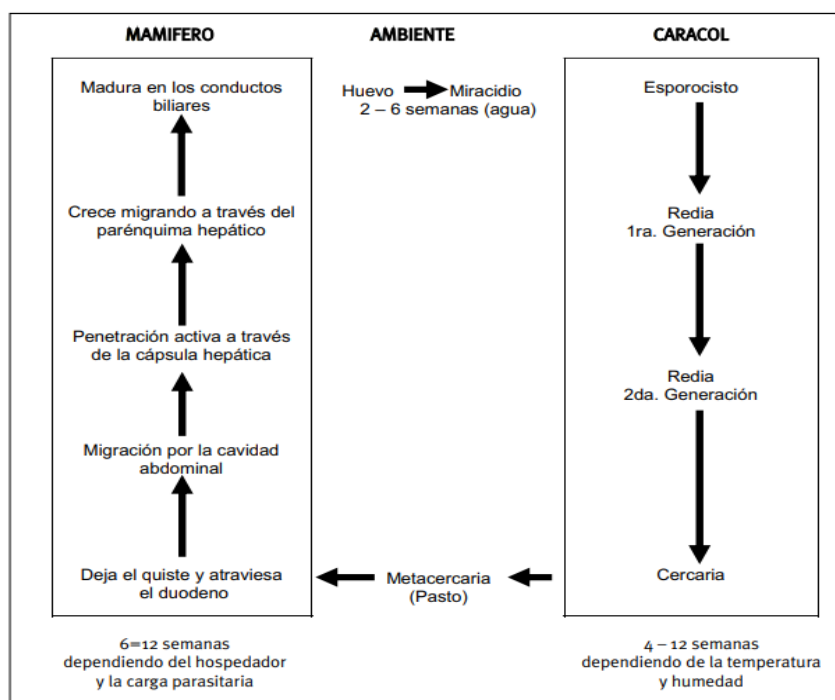 MAMIFERO
AMBIENTE
CARACOL
Madura en los conductos
biliares
Crece migrando a través del
parénquima hepático
Penetración activa a través
de la cápsula hepática
Migración por la cavidad
abdominal
Deja el quiste y atraviesa
el duodeno
6=12 semanas
dependiendo del hospedador
y la carga parasitaria
Huevo Miracidio
2 – 6 semanas (agua)
Metacercaria
(Pasto)
Esporocisto
Redia
1ra. Generación
Redia
2da. Generación
Cercaria
4 – 12 semanas
dependiendo de la temperatura
y humedad